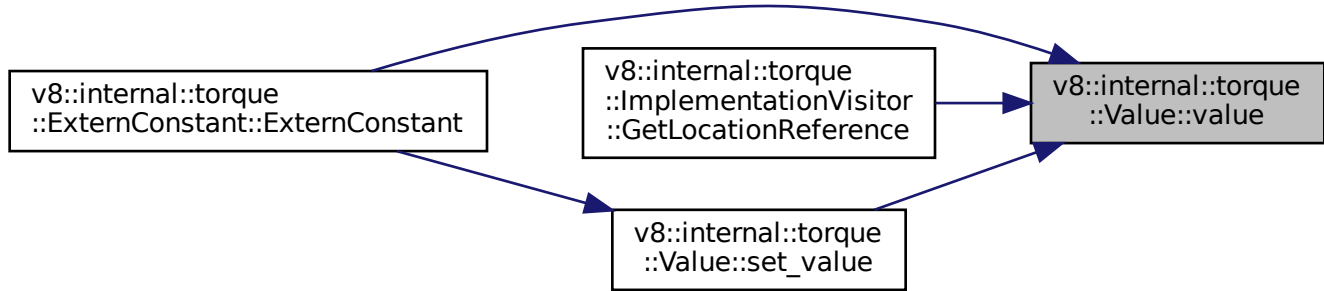 v8::internal::torque
::ExternConstant::ExternConstant
v8::internal::torque
::ImplementationVisitor
::GetLocationReference
v8::internal::torque
::Value::set_value
v8::internal::torque
::Value::value